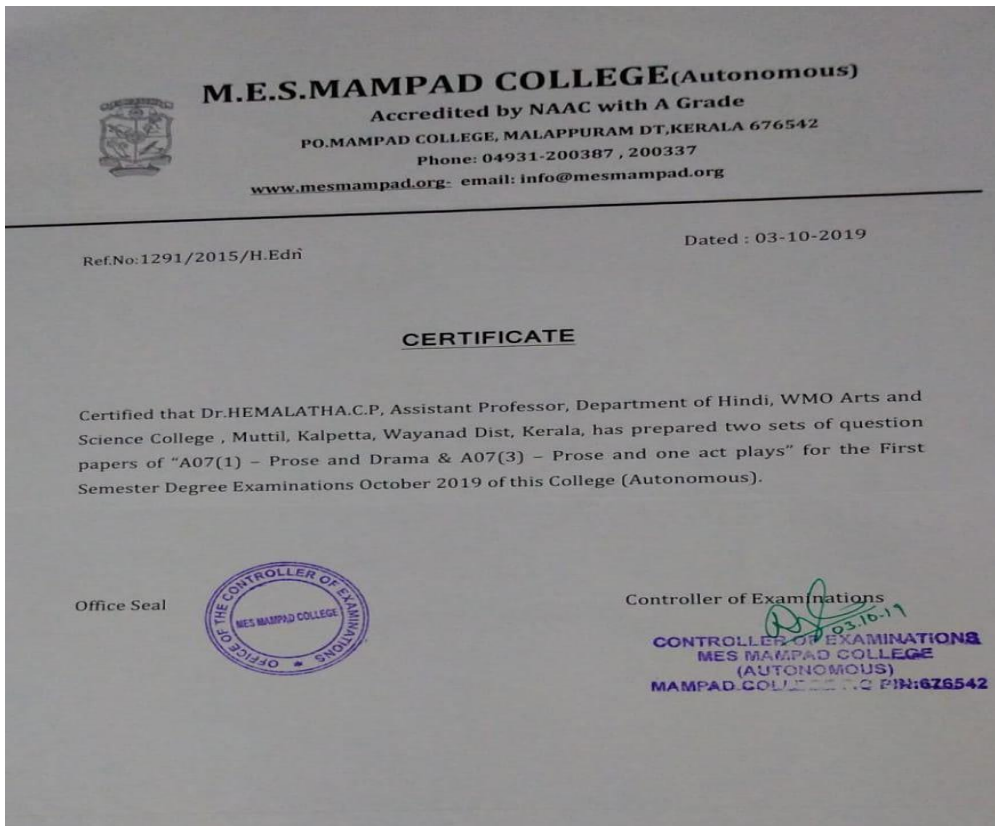 M.E.S.MAMPAD COLLEGE(Autonomous)
Accredited by NAAC with A Grade
PO.MAMPAD COLLEGE, MALAPPURAM DT,KERALA 676542
Phone: 04931-200387 , 200337
www.mesmampad.org- email: info@mesmampad.org
Ref.No:1291/2015/H.Edn
Dated : 03-10-2019
CERTIFICATE
Certified that Dr.HEMALATHA.C.P, Assistant Professor, Department of Hindi, WMO Arts and
Science College , Muttil, Kalpetta, Wayanad Dist, Kerala, has prepared two sets of question
papers of “A07(1) – Prose and Drama & A07(3) – Prose and one act plays” for the First
Semester Degree Examinations October 2019 of this College (Autonomous).
Office Seal
OFFICE OF THE CONTROLLER OF EXAMINATIONS
MES MAMPAD COLLEGE
Controller of Examinations
03.10-19
CONTROLLER OF EXAMINATIONS
MES MAMPAD COLLEGE
(AUTONOMOUS)
MAMPAD COLLEGE PIN:676542